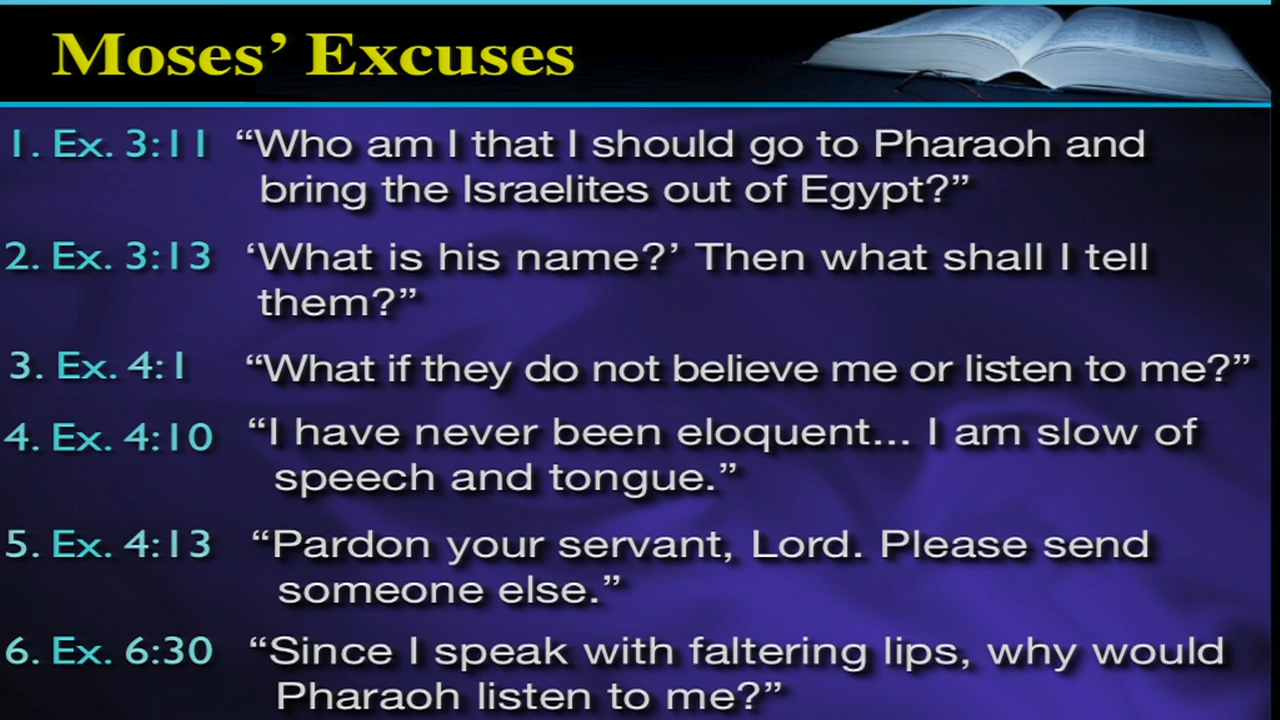 Moses’ Excuses
1. Ex. 3:11 “Who am I that I should go to Pharaoh and
bring the Israelites out of Egypt?”
2. Ex. 3:13 ‘What is his name?’ Then what shall I tell
them?”
3. Ex. 4:1 “What if they do not believe me or listen to me?”
4. Ex. 4:10 “I have never been eloquent... I am slow of
speech and tongue.”
5. Ex. 4:13 “Pardon your servant, Lord. Please send
someone else.”
6. Ex. 6:30 “Since I speak with faltering lips, why would
Pharaoh listen to me?”